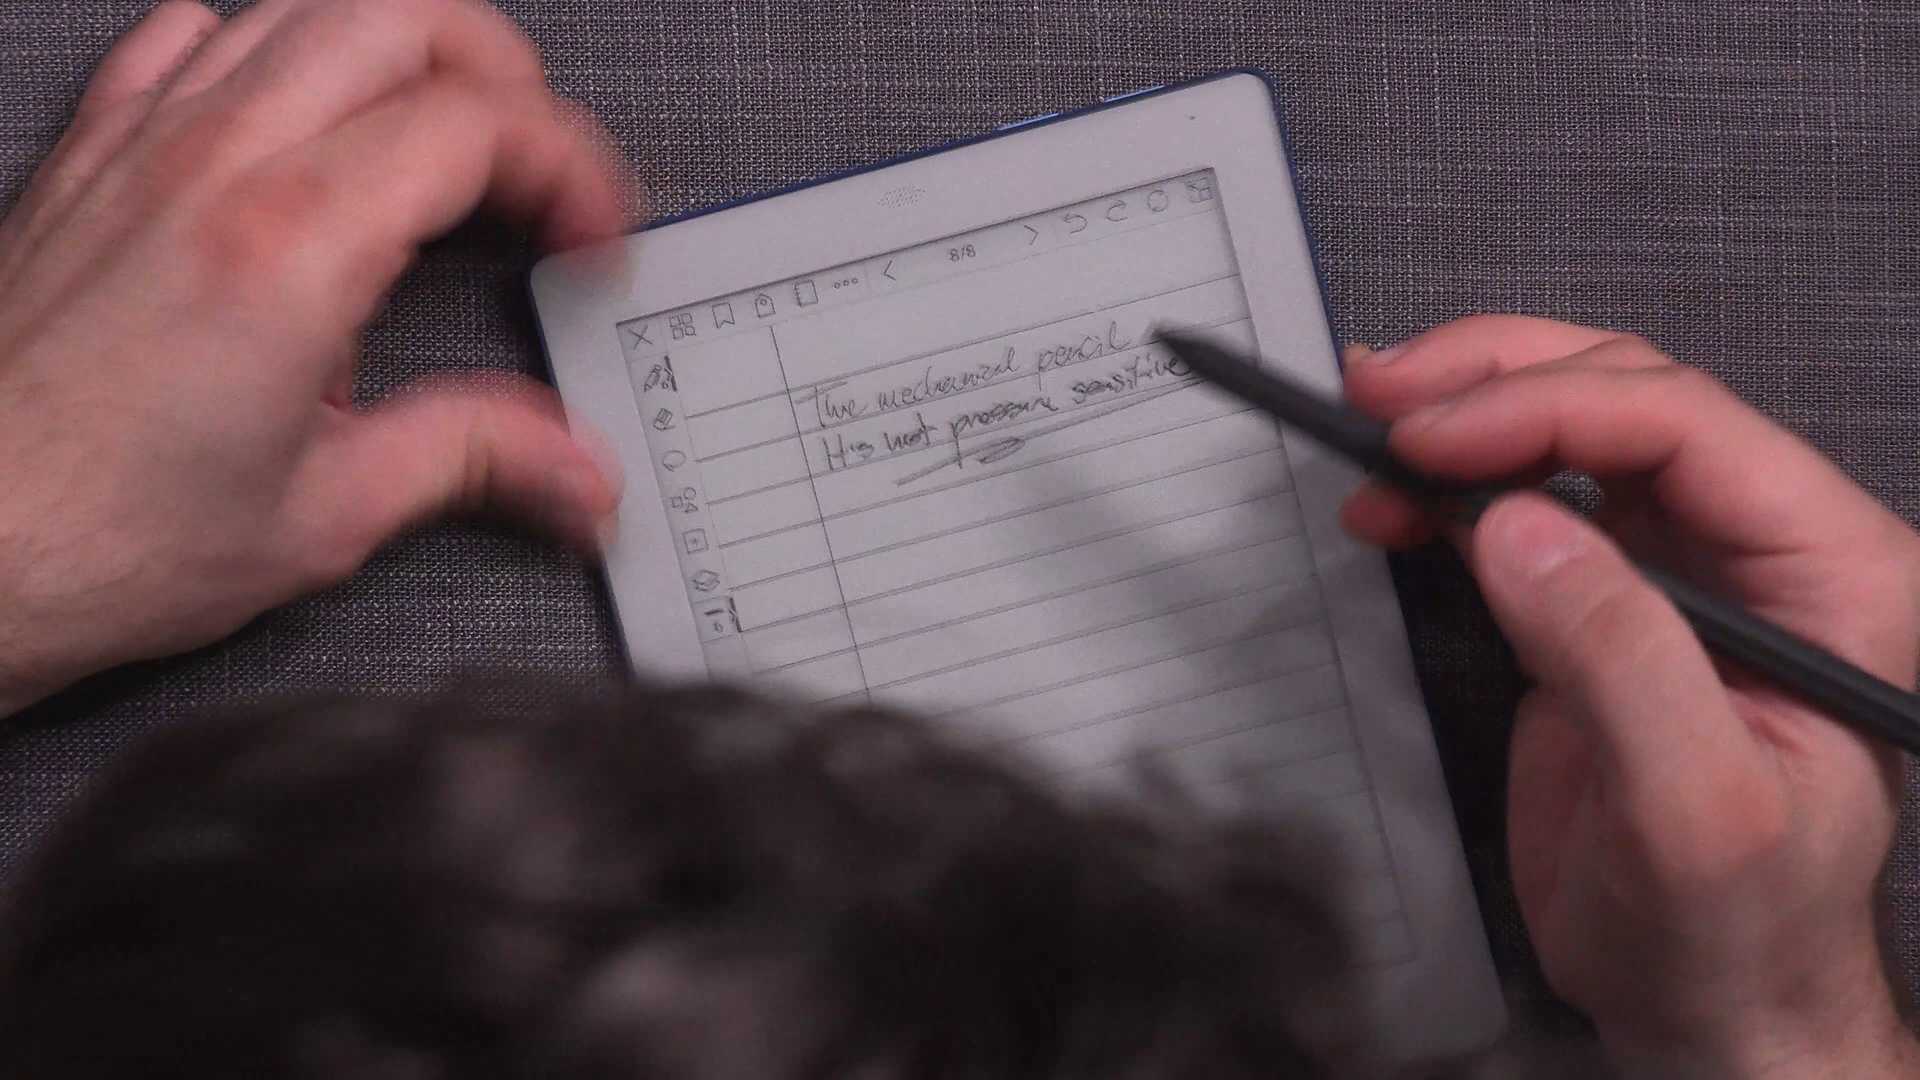 8/8
The mechanical pencil
It's not pressure sensitive